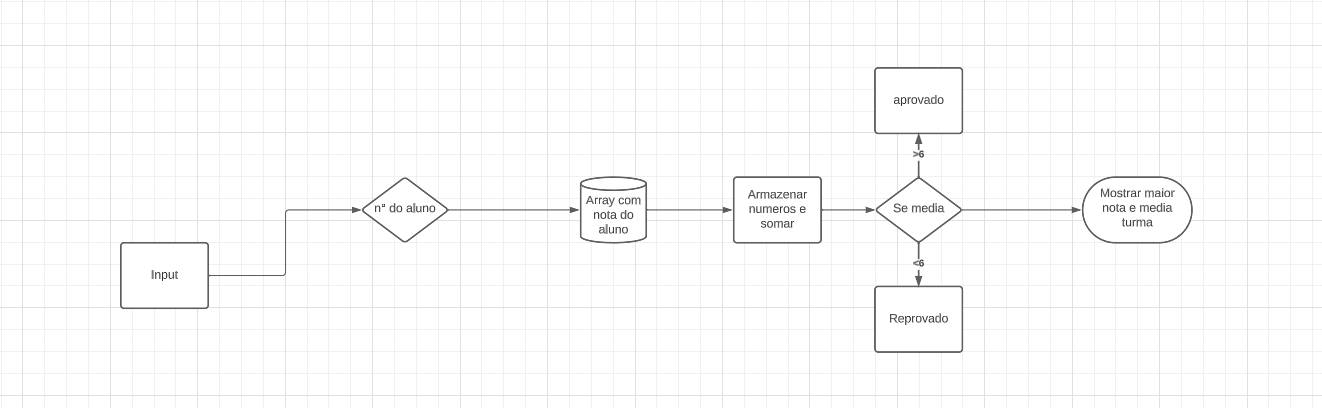 Input
n° do aluno
Array com
nota do
aluno
Armazenar
numeros e
somar
aprovado
>6
Se media
<6
Reprovado
Mostrar maior
nota e media
turma